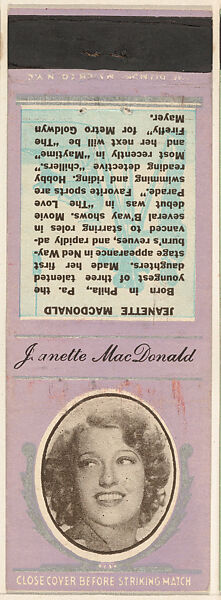 JEANETTE MACDONALD
Born in Phila., Pa. the
youngest of three talented
daughters. Made her first
stage appearance in Ned Way-
burn's revues, and rapidly ad-
vanced to starring roles in
several B'way shows. Movie
debut was in "The Love
Parade." Favorite sports are
swimming and riding. Hobby
reading detective "chillers."
Most recently in "Maytime"
and her next will be "The
Firefly" for Metro Goldwyn
Mayer.
Jeanette MacDonald
CLOSE COVER BEFORE STRIKING MATCH